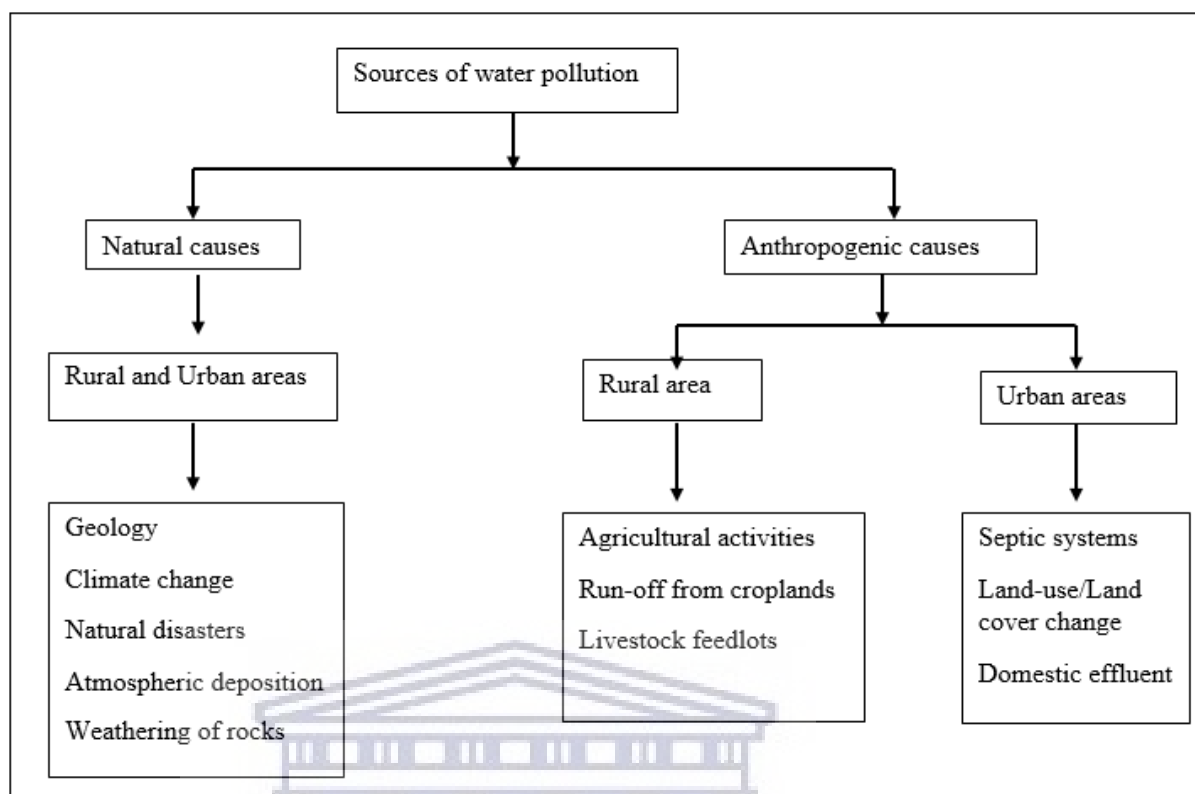 Sources of water pollution
Natural causes
Anthropogenic causes
Rural and Urban areas
Rural area
Urban areas
Geology
Climate change
Natural disasters
Atmospheric deposition
Weathering of rocks
Agricultural activities
Run-off from croplands
Livestock feedlots
Septic systems
Land-use/Land
cover change
Domestic effluent